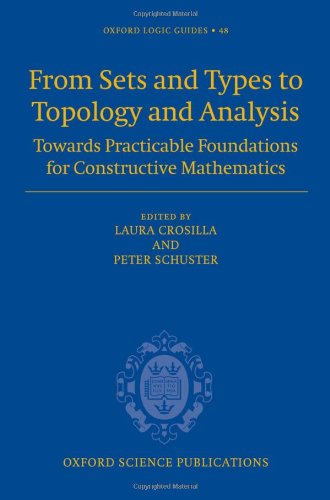 OXFORD LOGIC GUIDES • 48
From Sets and Types to
Topology and Analysis
Towards Practicable Foundations
for Constructive Mathematics
EDITED BY
LAURA CROSILLA
AND
PETER SCHUSTER
OXFORD SCIENCE PUBLICATIONS